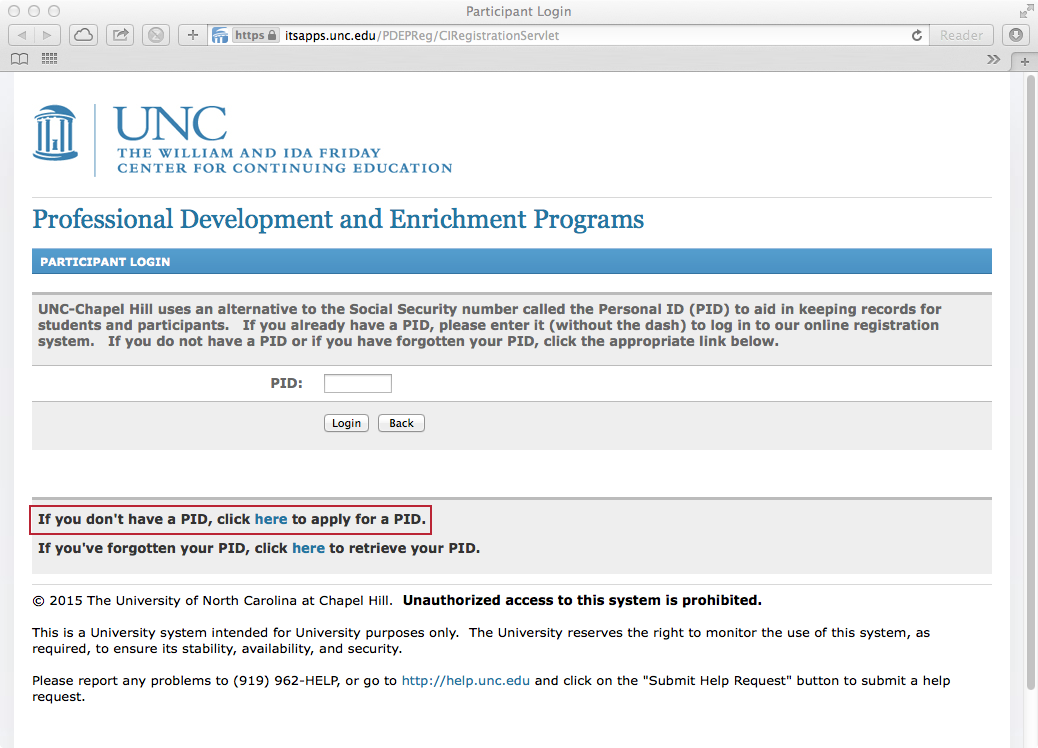 Participant Login
https itsapps.unc.edu/PDEPReg/CIRegistrationServlet Reader
UNC
THE WILLIAM AND IDA FRIDAY
CENTER FOR CONTINUING EDUCATION
Professional Development and Enrichment Programs
PARTICIPANT LOGIN
UNC-Chapel Hill uses an alternative to the Social Security number called the Personal ID (PID) to aid in keeping records for
students and participants. If you already have a PID, please enter it (without the dash) to log in to our online registration
system. If you do not have a PID or if you have forgotten your PID, click the appropriate link below.
PID:
Login Back
If you don't have a PID, click here to apply for a PID.
If you've forgotten your PID, click here to retrieve your PID.
© 2015 The University of North Carolina at Chapel Hill. Unauthorized access to this system is prohibited.
This is a University system intended for University purposes only. The University reserves the right to monitor the use of this system, as
required, to ensure its stability, availability, and security.
Please report any problems to (919) 962-HELP, or go to http://help.unc.edu and click on the "Submit Help Request" button to submit a help
request.